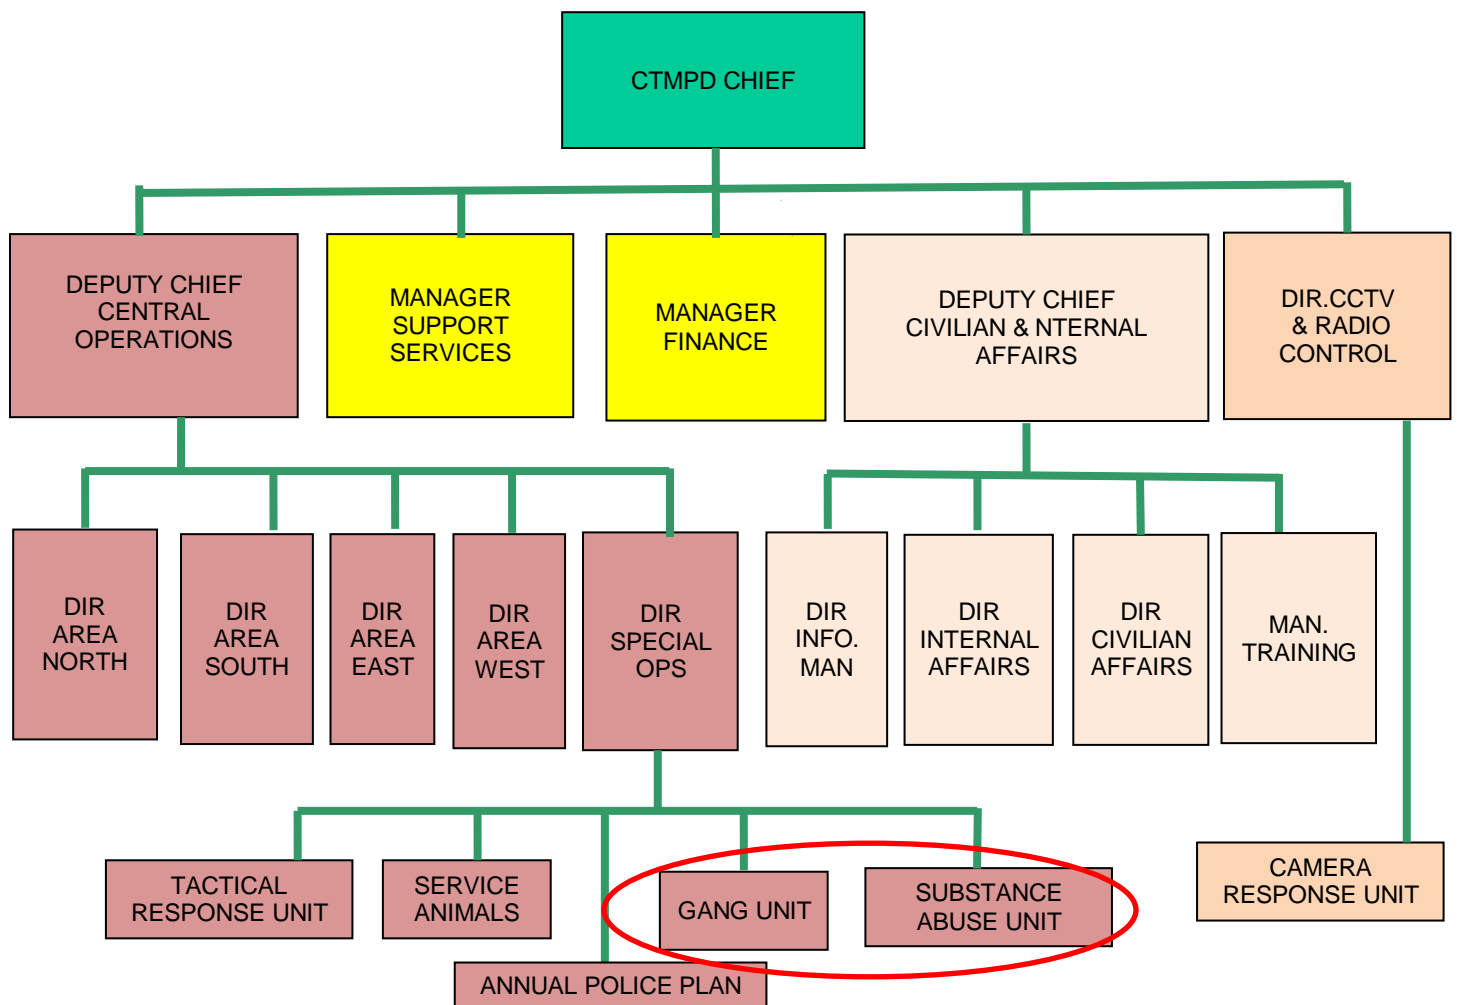 CTMPD CHIEF
DEPUTY CHIEF
CENTRAL
OPERATIONS
MANAGER
SUPPORT
SERVICES
MANAGER
FINANCE
DEPUTY CHIEF
CIVILIAN & NTERNAL
AFFAIRS
DIR.CCTV
& RADIO
CONTROL
DIR
AREA
NORTH
DIR
AREA
SOUTH
DIR
AREA
EAST
DIR
AREA
WEST
DIR
SPECIAL
OPS
DIR
INFO.
MAN
DIR
INTERNAL
AFFAIRS
DIR
CIVILIAN
AFFAIRS
MAN.
TRAINING
TACTICAL
RESPONSE UNIT
SERVICE
ANIMALS
GANG UNIT
SUBSTANCE
ABUSE UNIT
CAMERA
RESPONSE UNIT
ANNUAL POLICE PLAN